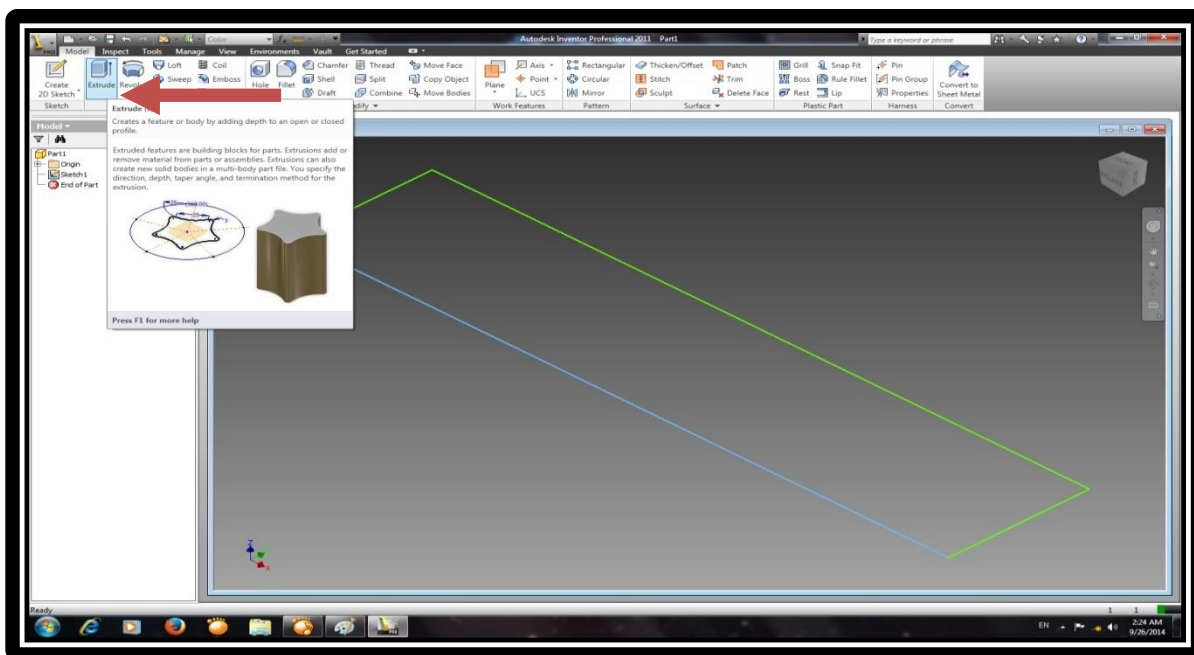 Color
Autodesk Inventor Professional 2011 Part1
Type a keyword or phrase
PRO Model Inspect Tools Manage View Environments Vault Get Started
Create 2D Sketch
Extrude
Loft Coil
Sweep Emboss
Hole Fillet
Chamfer Thread Move Face
Shell Split Copy Object
Draft Combine Move Bodies
Plane
Axis
Point
UCS
Rectangular
Circular
Mirror
Thicken/Offset Patch
Stitch Trim
Sculpt Delete Face
Grill Snap Fit
Boss Rule Fillet
Rest Lip
Pin
Pin Group
Properties
Convert to Sheet Metal
Sketch Work Features Pattern Surface Plastic Part Harness Convert
Model
Part1
Origin
Sketch1
End of Part
Extrude
Creates a feature or body by adding depth to an open or closed
profile.
Extruded features are building blocks for parts. Extrusions add or
remove material from parts or assemblies. Extrusions can also
create new solid bodies in a multi-body part file. You specify the
direction, depth, taper angle, and termination method for the
extrusion.
Press F1 for more help
Z
X
Ready
1 1
EN
2:24 AM
9/26/2014